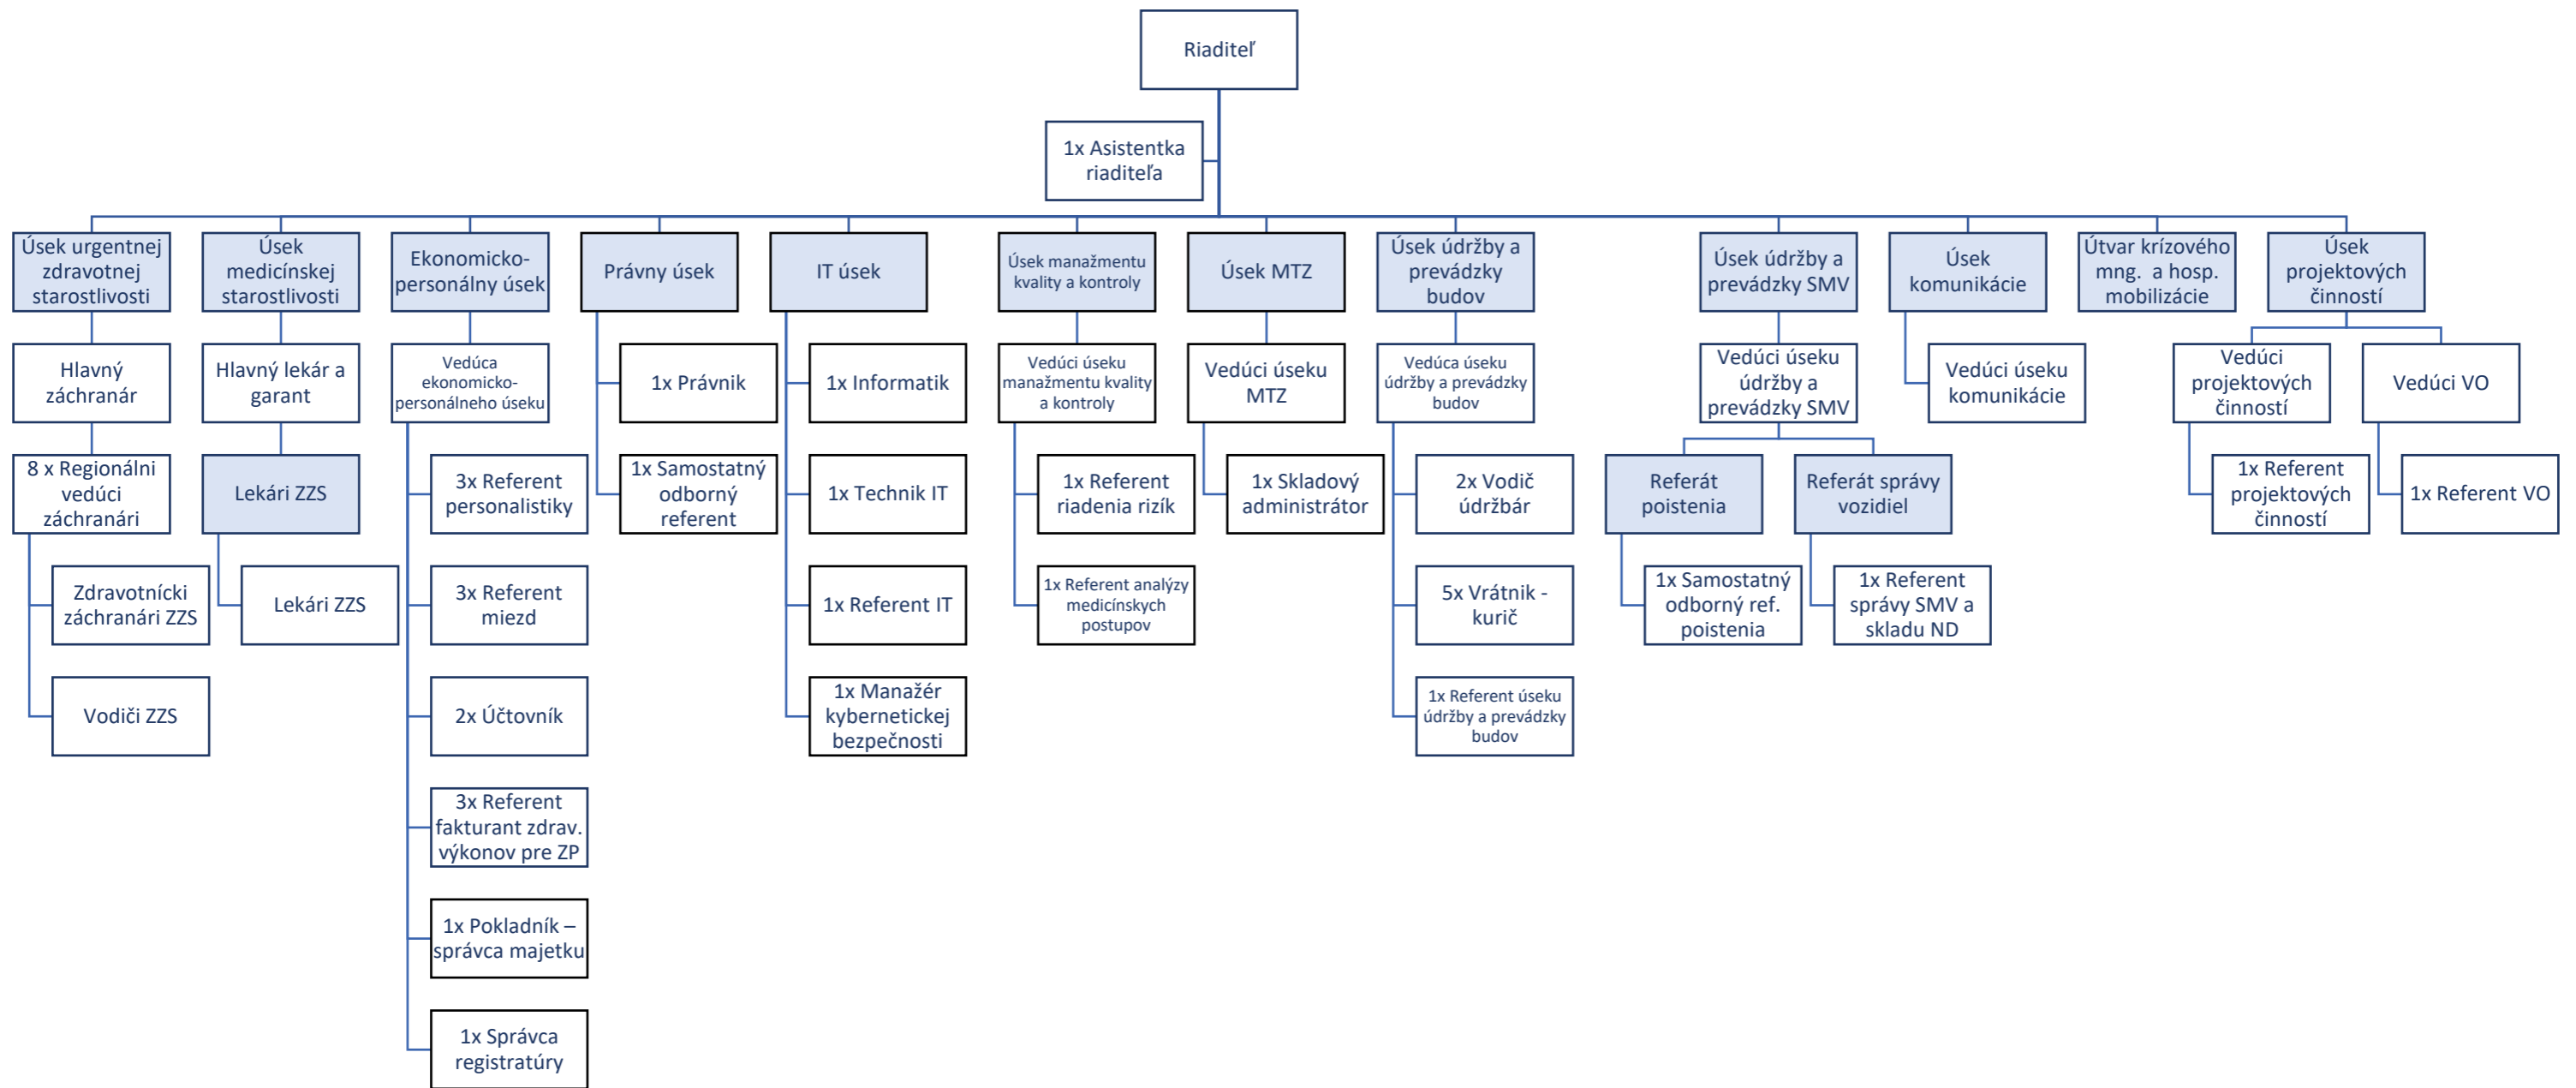 Riaditeľ
1x Asistentka
riaditeľa
Úsek urgentnej
zdravotnej
starostlivosti
Úsek
medicínskej
starostlivosti
Ekonomicko-
personálny úsek
Právny úsek
IT úsek
Úsek manažmentu
kvality a kontroly
Úsek MTZ
Úsek údržby a
prevádzky
budov
Úsek údržby a
prevádzky SMV
Úsek
komunikácie
Útvar krízového
mng. a hosp.
mobilizácie
Úsek
projektových
činností
Hlavný
záchranár
Hlavný lekár a
garant
Vedúca
ekonomicko-
personálneho úseku
1x Právnik
1x Informatik
Vedúci úseku
manažmentu kvality
a kontroly
Vedúci úseku
MTZ
Vedúca úseku
údržby a prevádzky
budov
Vedúci úseku
údržby a
prevádzky SMV
Vedúci úseku
komunikácie
Vedúci
projektových
činností
Vedúci VO
8 x Regionálni
vedúci
záchranári
Lekári ZZS
3x Referent
personalistiky
1x Samostatný
odborný
referent
1x Technik IT
1x Referent
riadenia rizík
1x Skladový
administrátor
2x Vodič
údržbár
Referát
poistenia
Referát správy
vozidiel
1x Referent
projektových
činností
1x Referent VO
Zdravotnícki
záchranári ZZS
Lekári ZZS
3x Referent
miezd
1x Referent IT
1x Referent analýzy
medicínskych
postupov
5x Vrátnik -
kurič
1x Samostatný
odborný ref.
poistenia
1x Referent
správy SMV a
skladu ND
Vodiči ZZS
2x Účtovník
1x Manažér
kybernetickej
bezpečnosti
1x Referent úseku
údržby a prevádzky
budov
3x Referent
fakturant zdrav.
výkonov pre ZP
1x Pokladník –
správca majetku
1x Správca
registratúry